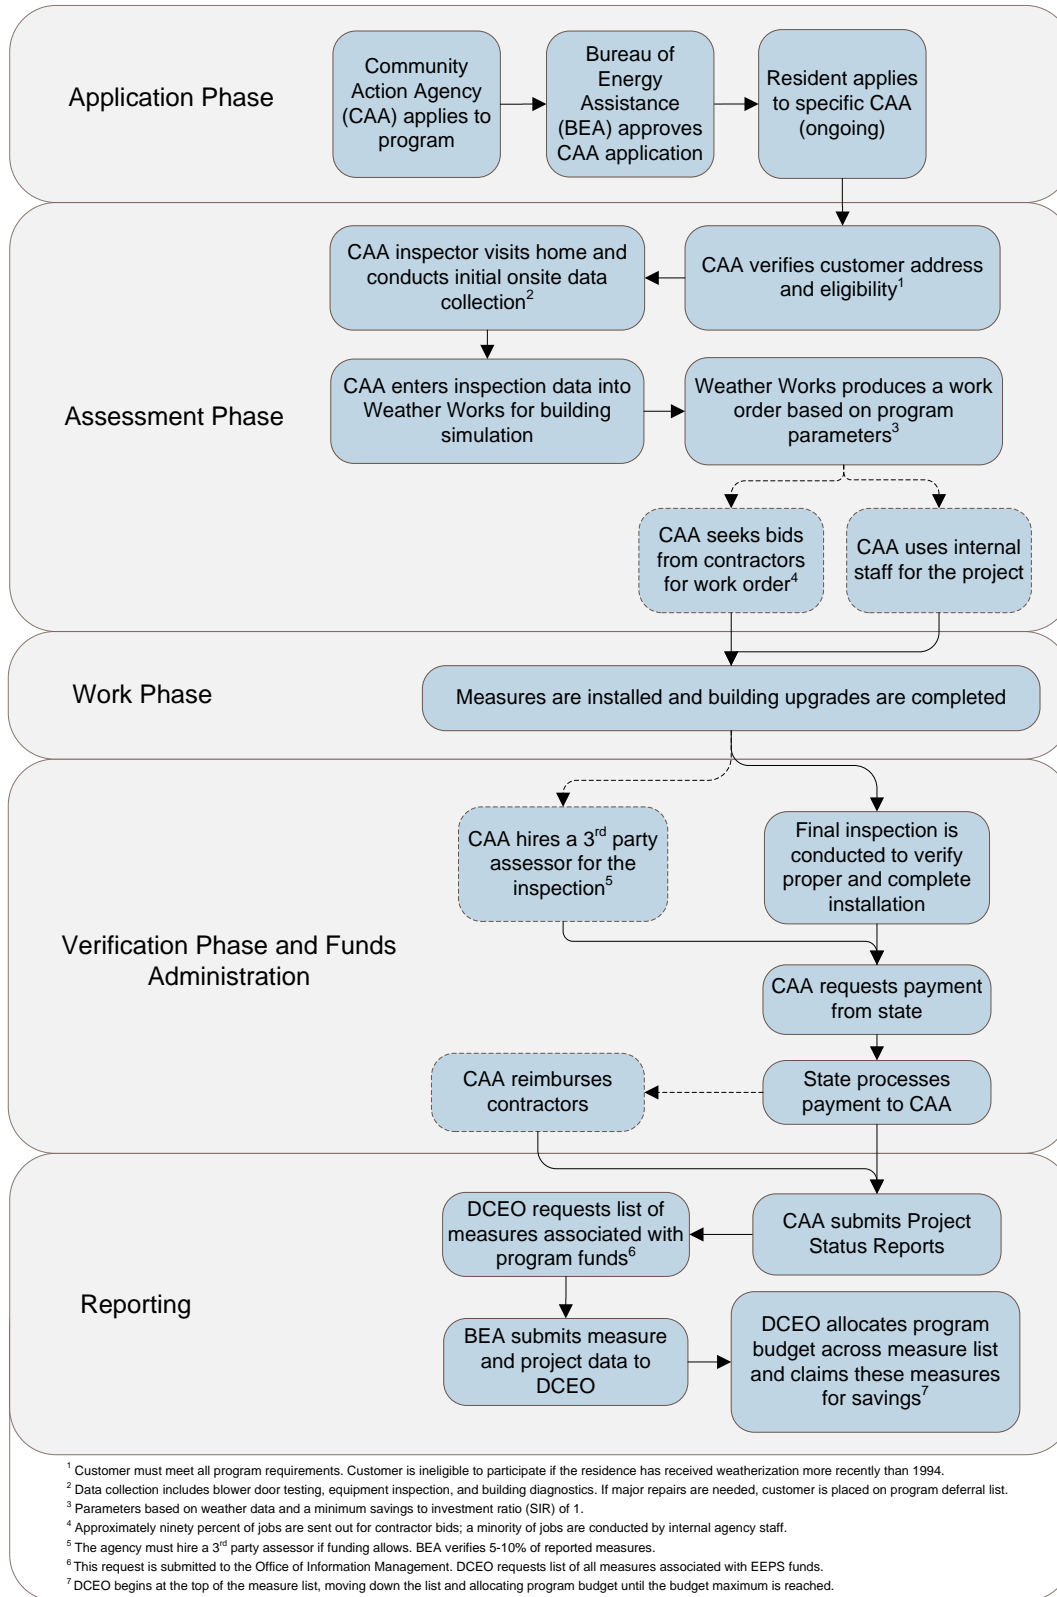 Application Phase
Community
Action Agency
(CAA) applies to
program
Bureau of
Energy
Assistance
(BEA) approves
CAA application
Resident applies
to specific CAA
(ongoing)
Assessment Phase
CAA verifies customer address
and eligibility1
CAA inspector visits home and
conducts initial onsite data
collection2
CAA enters inspection data into
Weather Works for building
simulation
Weather Works produces a work
order based on program
parameters3
CAA seeks bids
from contractors
for work order4
CAA uses internal
staff for the project
Work Phase
Measures are installed and building upgrades are completed
Verification Phase and Funds
Administration
CAA hires a 3rd party
assessor for the
inspection5
Final inspection is
conducted to verify
proper and complete
installation
CAA requests payment
from state
State processes
payment to CAA
CAA reimburses
contractors
Reporting
CAA submits Project
Status Reports
DCEO requests list of
measures associated with
program funds6
BEA submits measure
and project data to
DCEO
DCEO allocates program
budget across measure list
and claims these measures
for savings7
1 Customer must meet all program requirements. Customer is ineligible to participate if the residence has received weatherization more recently than 1994.
2 Data collection includes blower door testing, equipment inspection, and building diagnostics. If major repairs are needed, customer is placed on program deferral list.
3 Parameters based on weather data and a minimum savings to investment ratio (SIR) of 1.
4 Approximately ninety percent of jobs are sent out for contractor bids; a minority of jobs are conducted by internal agency staff.
5 The agency must hire a 3rd party assessor if funding allows. BEA verifies 5-10% of reported measures.
6 This request is submitted to the Office of Information Management. DCEO requests list of all measures associated with EEPS funds.
7 DCEO begins at the top of the measure list, moving down the list and allocating program budget until the budget maximum is reached.